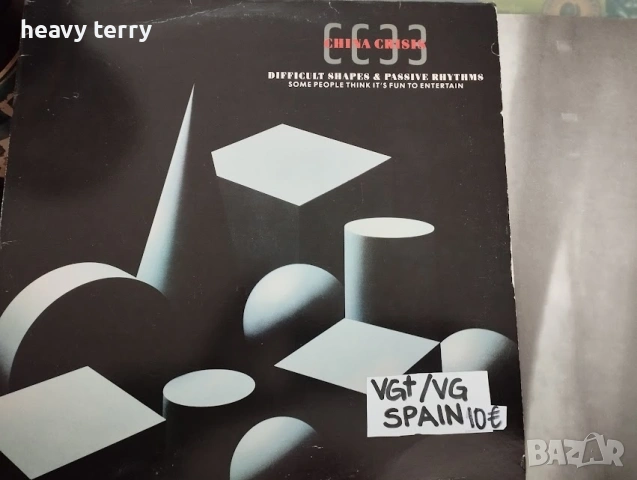 heavy terry
CC33
CHINA CRISIS
DIFFICULT SHAPES & PASSIVE RHYTHMS
SOME PEOPLE THINK IT'S FUN TO ENTERTAIN
VG+/VG
SPAIN 10€
BAZAR